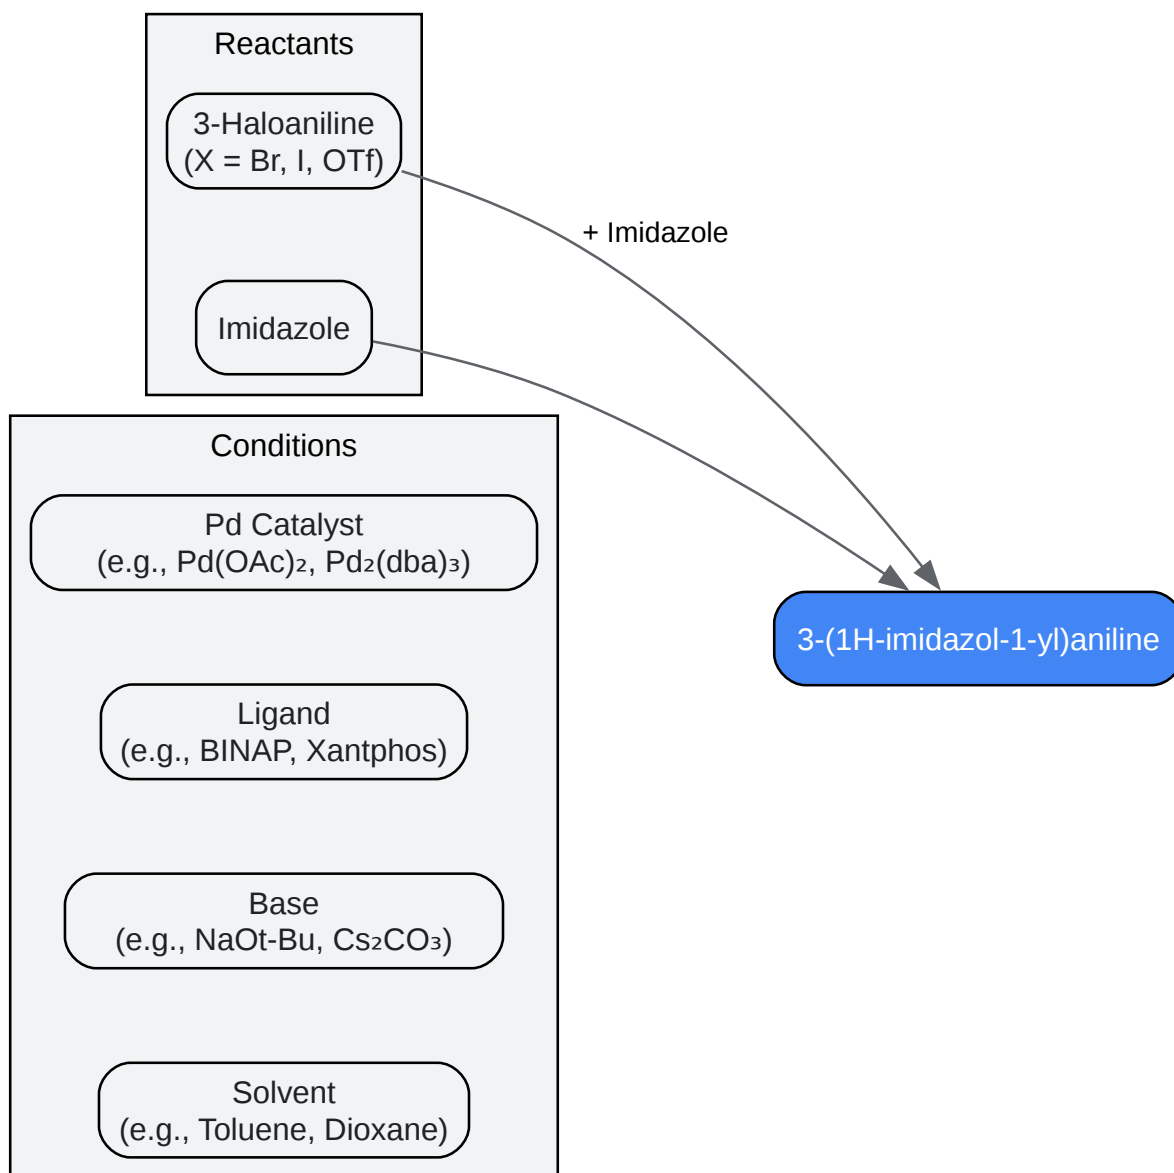 Reactants
3-Haloaniline
(X = Br, I, OTf)
+ Imidazole
Imidazole
Conditions
Pd Catalyst
(e.g., Pd(OAc)₂, Pd₂(dba)₃)
3-(1H-imidazol-1-yl)aniline
Ligand
(e.g., BINAP, Xantphos)
Base
(e.g., NaOt-Bu, Cs₂CO₃)
Solvent
(e.g., Toluene, Dioxane)